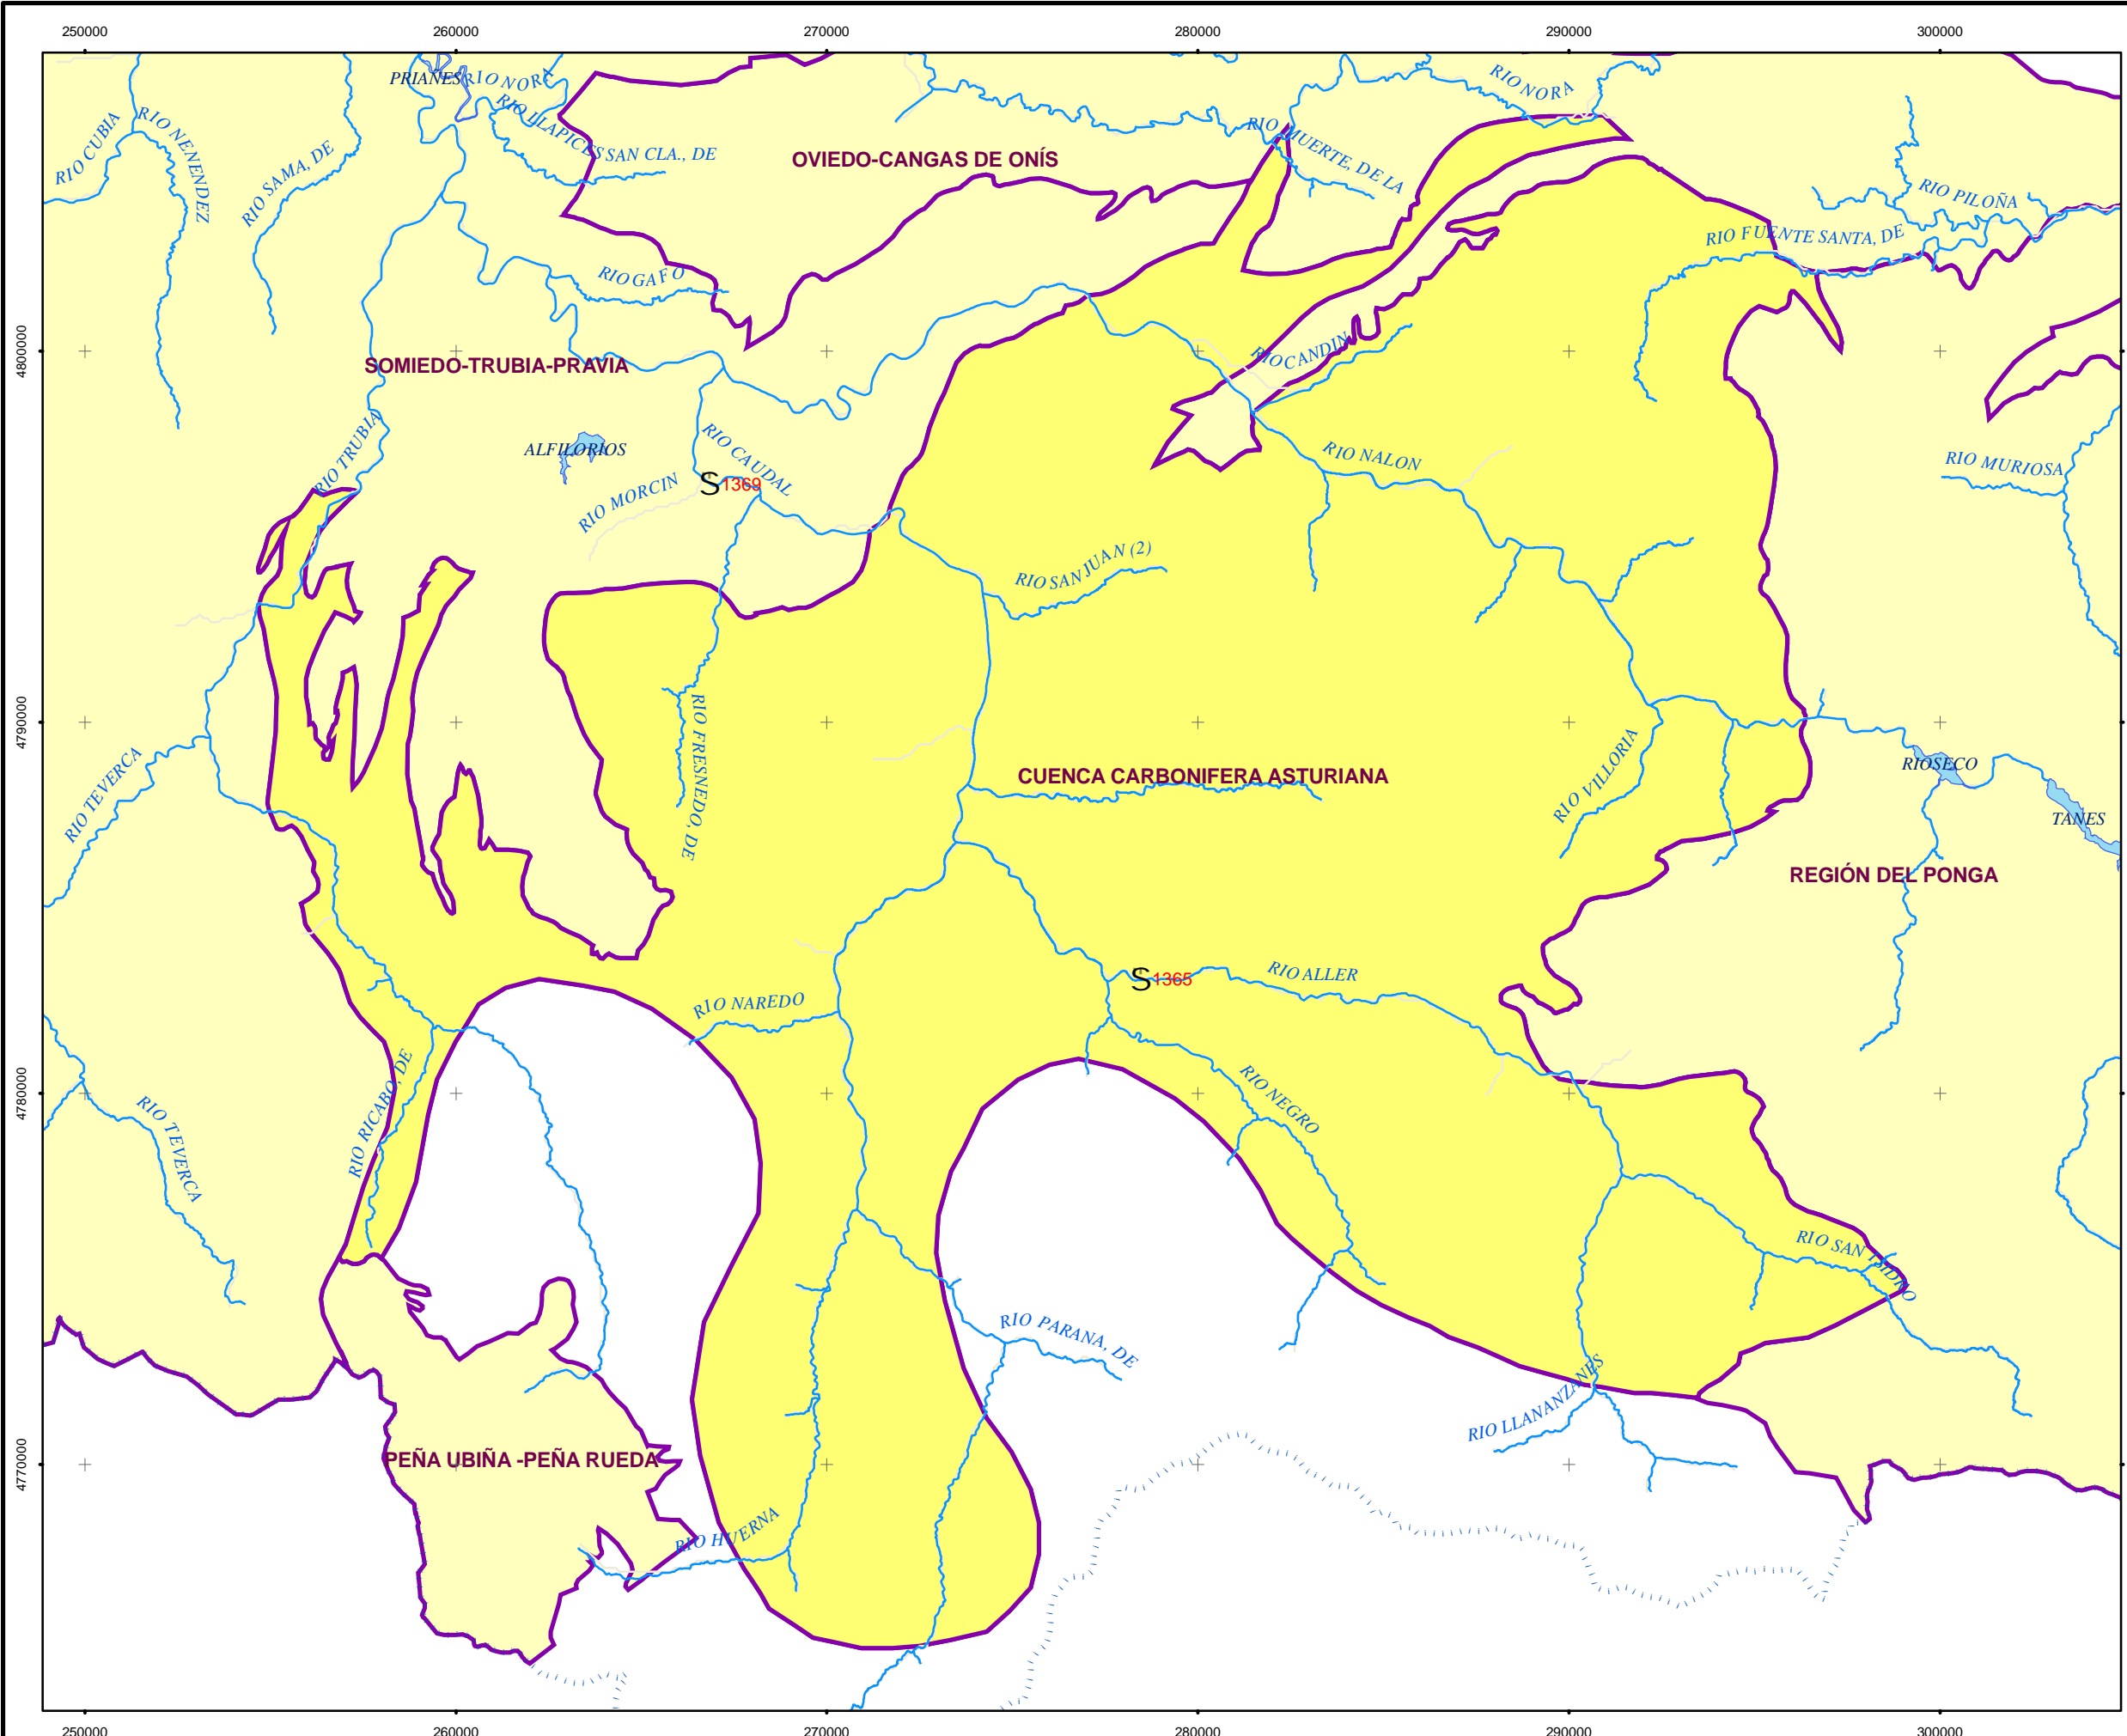 250000 260000 270000 280000 290000 300000
PRIANES
RIO NORA
RIO NORA
RIO CUBIA
RIO NENENDEZ
RIO LLAPICES
SAN CLA., DE
RIO SAMA, DE
OVIEDO-CANGAS DE ONÍS
RIO MUERTE, DE LA
RIO PILOÑA
RIO FUENTE SANTA, DE
RIO GAFO
4800000
4800000
SOMIEDO-TRUBIA-PRAVIA
RIO CANDIN
RIO TRUBIA
ALFILORIOS
RIO CAUDAL
RIO NALON
RIO MURIOSA
S 1369
RIO MORCIN
RIO SAN JUAN (2)
4790000
4790000
RIO FRESNEDO, DE
RIO TEVERCA
CUENCA CARBONIFERA ASTURIANA
RIO VILLORIA
RIOSECO
TANES
REGIÓN DEL PONGA
S 1365
RIO ALLER
RIO NAREDO
4780000
4780000
RIO RICABO, DE
RIO NEGRO
RIO TEVERCA
RIO SAN ISIDRO
RIO PARANA, DE
RIO LLANANZANES
4770000
4770000
PEÑA UBIÑA -PEÑA RUEDA
RIO HUERNA
250000 260000 270000 280000 290000 300000